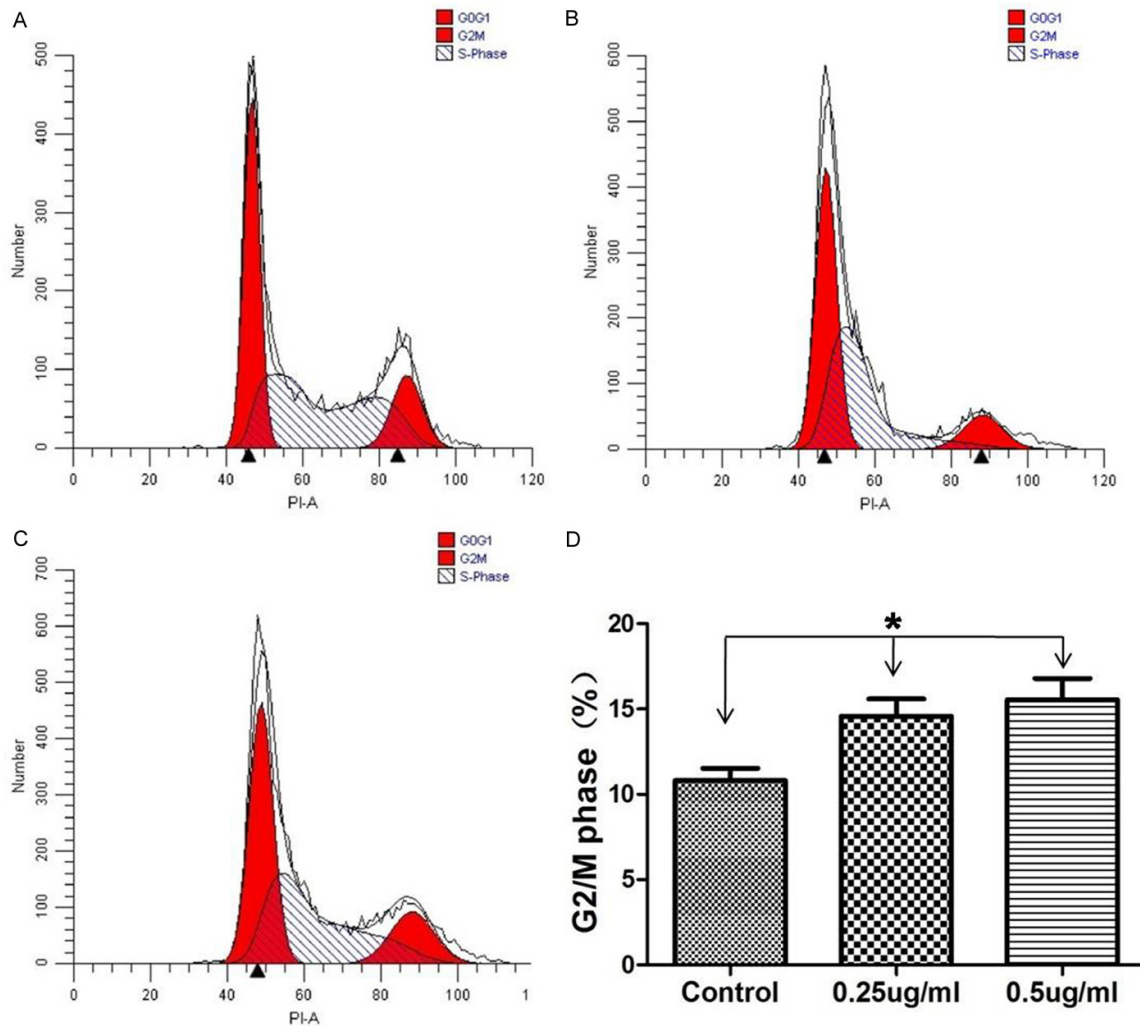 A
G0G1
G2M
S-Phase
Number
500
400
300
200
100
0
0 20 40 60 80 100 120
PI-A
B
G0G1
G2M
S-Phase
Number
600
500
400
300
200
100
0
0 20 40 60 80 100 120
PI-A
C
G0G1
G2M
S-Phase
Number
700
600
500
400
300
200
100
0
0 20 40 60 80 100 1
PI-A
D
G2/M phase（%）
20
15
10
5
0
*
Control 0.25ug/ml 0.5ug/ml